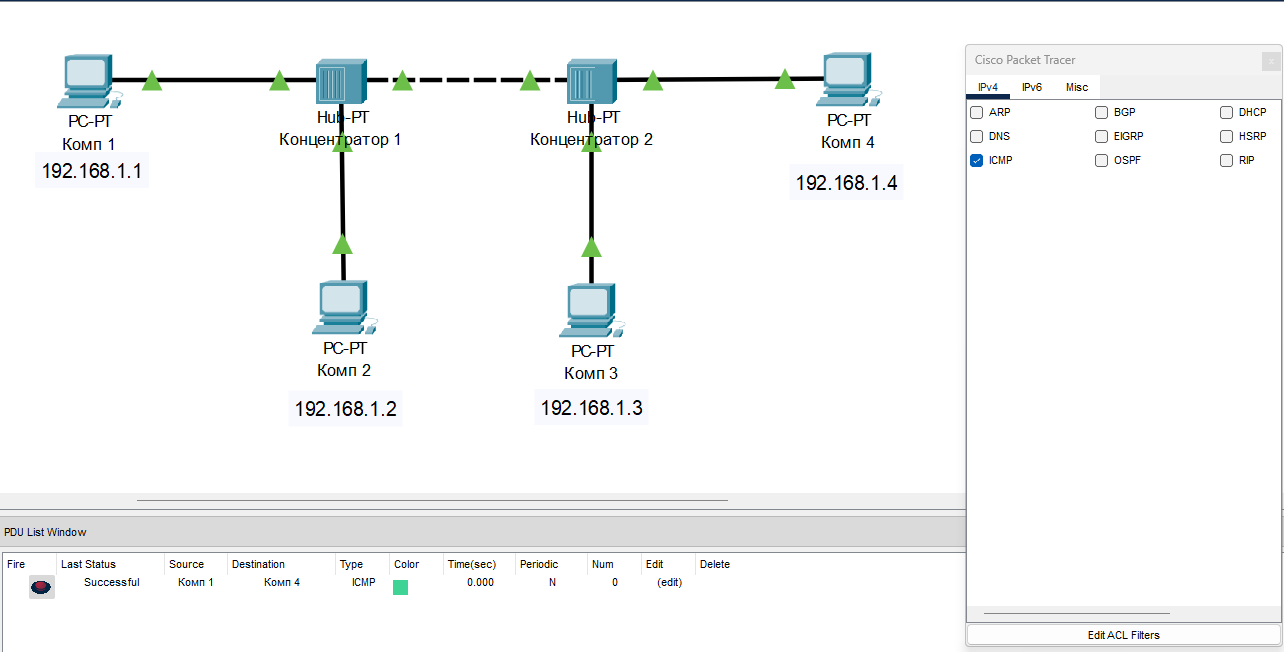 PC-PT
Комп 1
192.168.1.1
Hub-PT
Концентратор 1
Hub-PT
Концентратор 2
PC-PT
Комп 4
192.168.1.4
PC-PT
Комп 2
192.168.1.2
PC-PT
Комп 3
192.168.1.3
Cisco Packet Tracer
x
IPv4 IPv6 Misc
ARP BGP DHCP
DNS EIGRP HSRP
ICMP OSPF RIP
Edit ACL Filters
PDU List Window
Fire Last Status Source Destination Type Color Time(sec) Periodic Num Edit Delete
Successful Комп 1 Комп 4 ICMP 0.000 N 0 (edit)